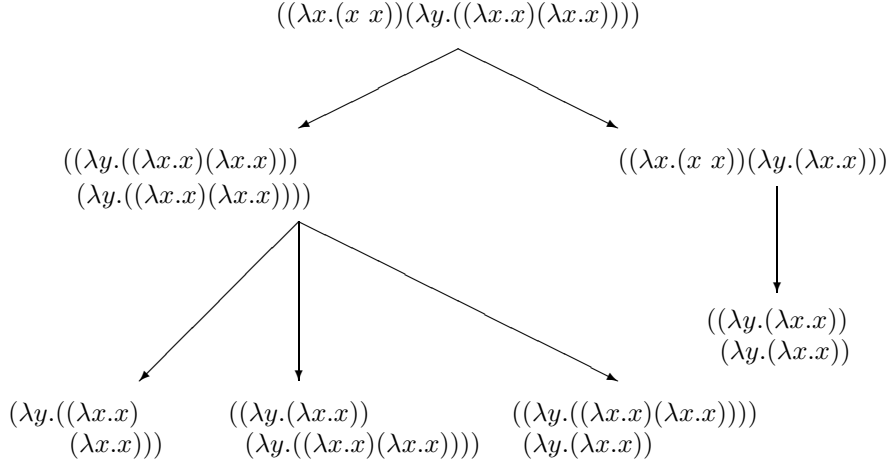 ((λx.(x x))(λy.((λx.x)(λx.x))))
((λy.((λx.x)(λx.x)))
(λy.((λx.x)(λx.x))))
((λx.(x x))(λy.(λx.x)))
((λy.(λx.x))
(λy.(λx.x))
(λy.((λx.x)
(λx.x)))
((λy.(λx.x))
(λy.((λx.x)(λx.x))))
((λy.((λx.x)(λx.x))))
(λy.(λx.x))